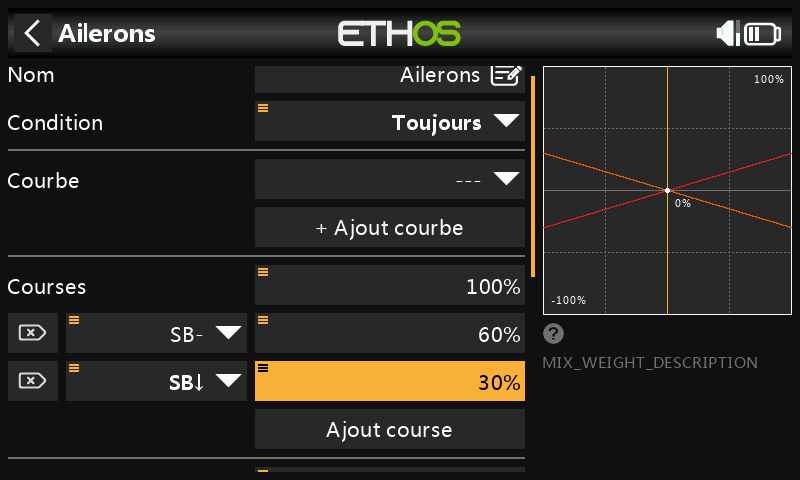 Ailerons
ETHOS
Nom
Ailerons
Condition
Toujours
Courbe
---
+ Ajout courbe
Courses
100%
SB-
60%
SB↓
30%
Ajout course
100%
0%
-100%
?
MIX_WEIGHT_DESCRIPTION